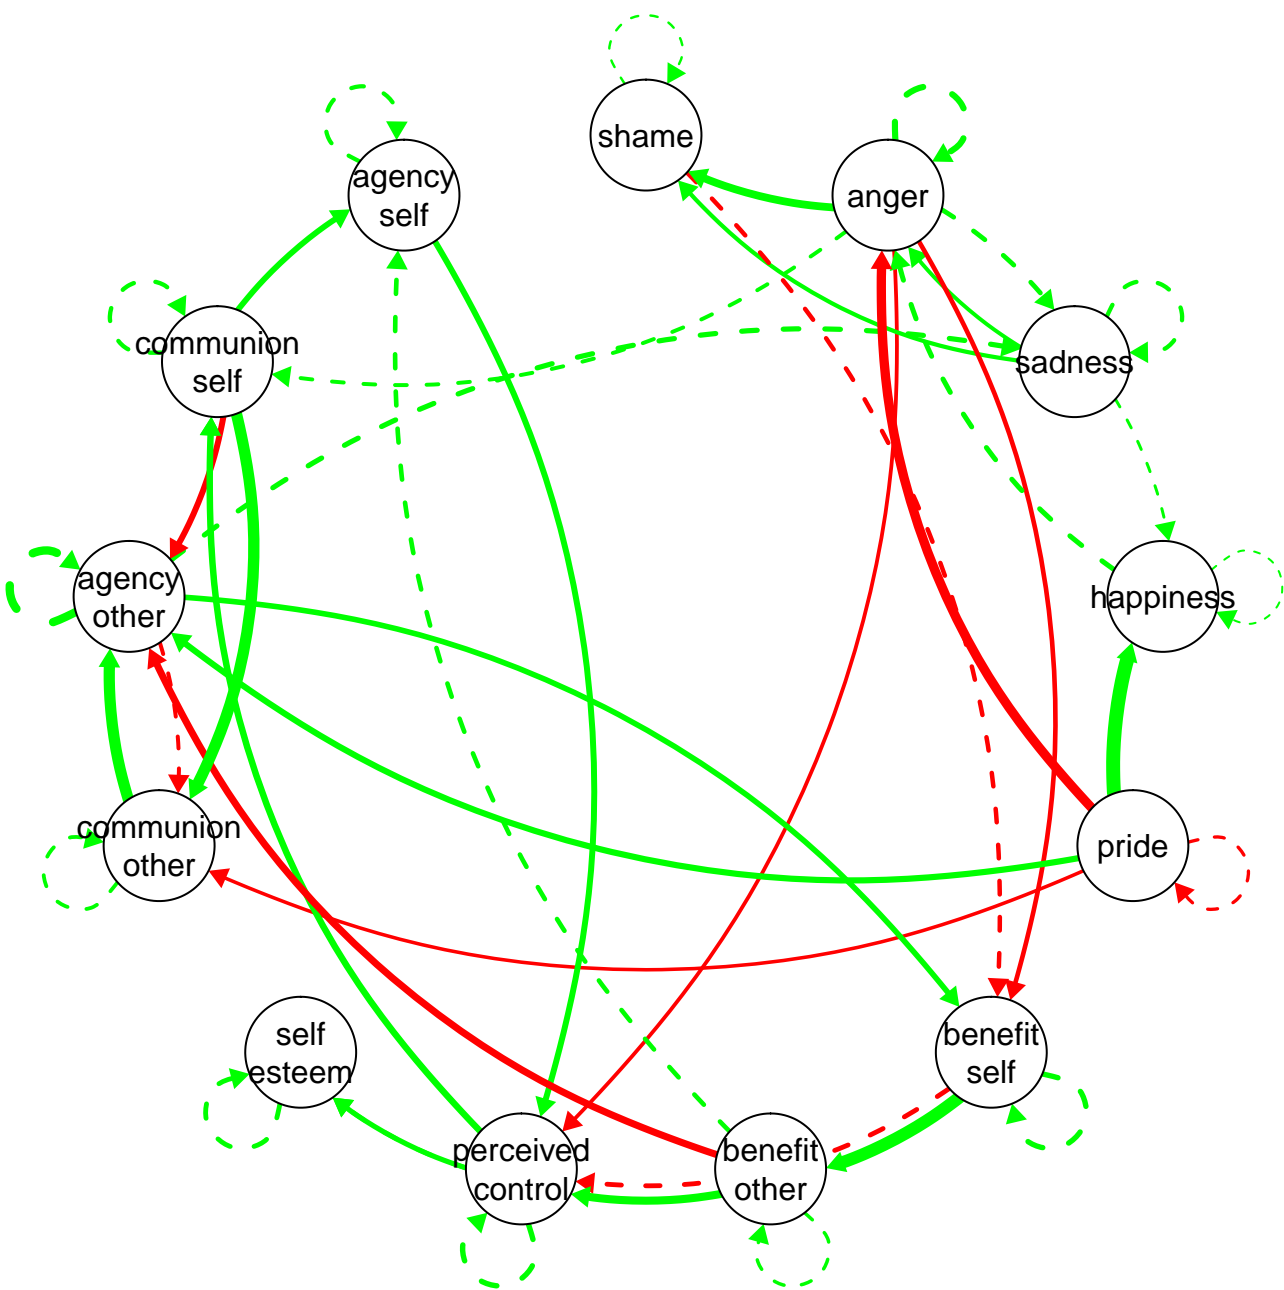 shame
anger
agency
self
communion
self
sadness
agency
other
happiness
communion
other
pride
self
esteem
benefit
self
perceived
control
benefit
other